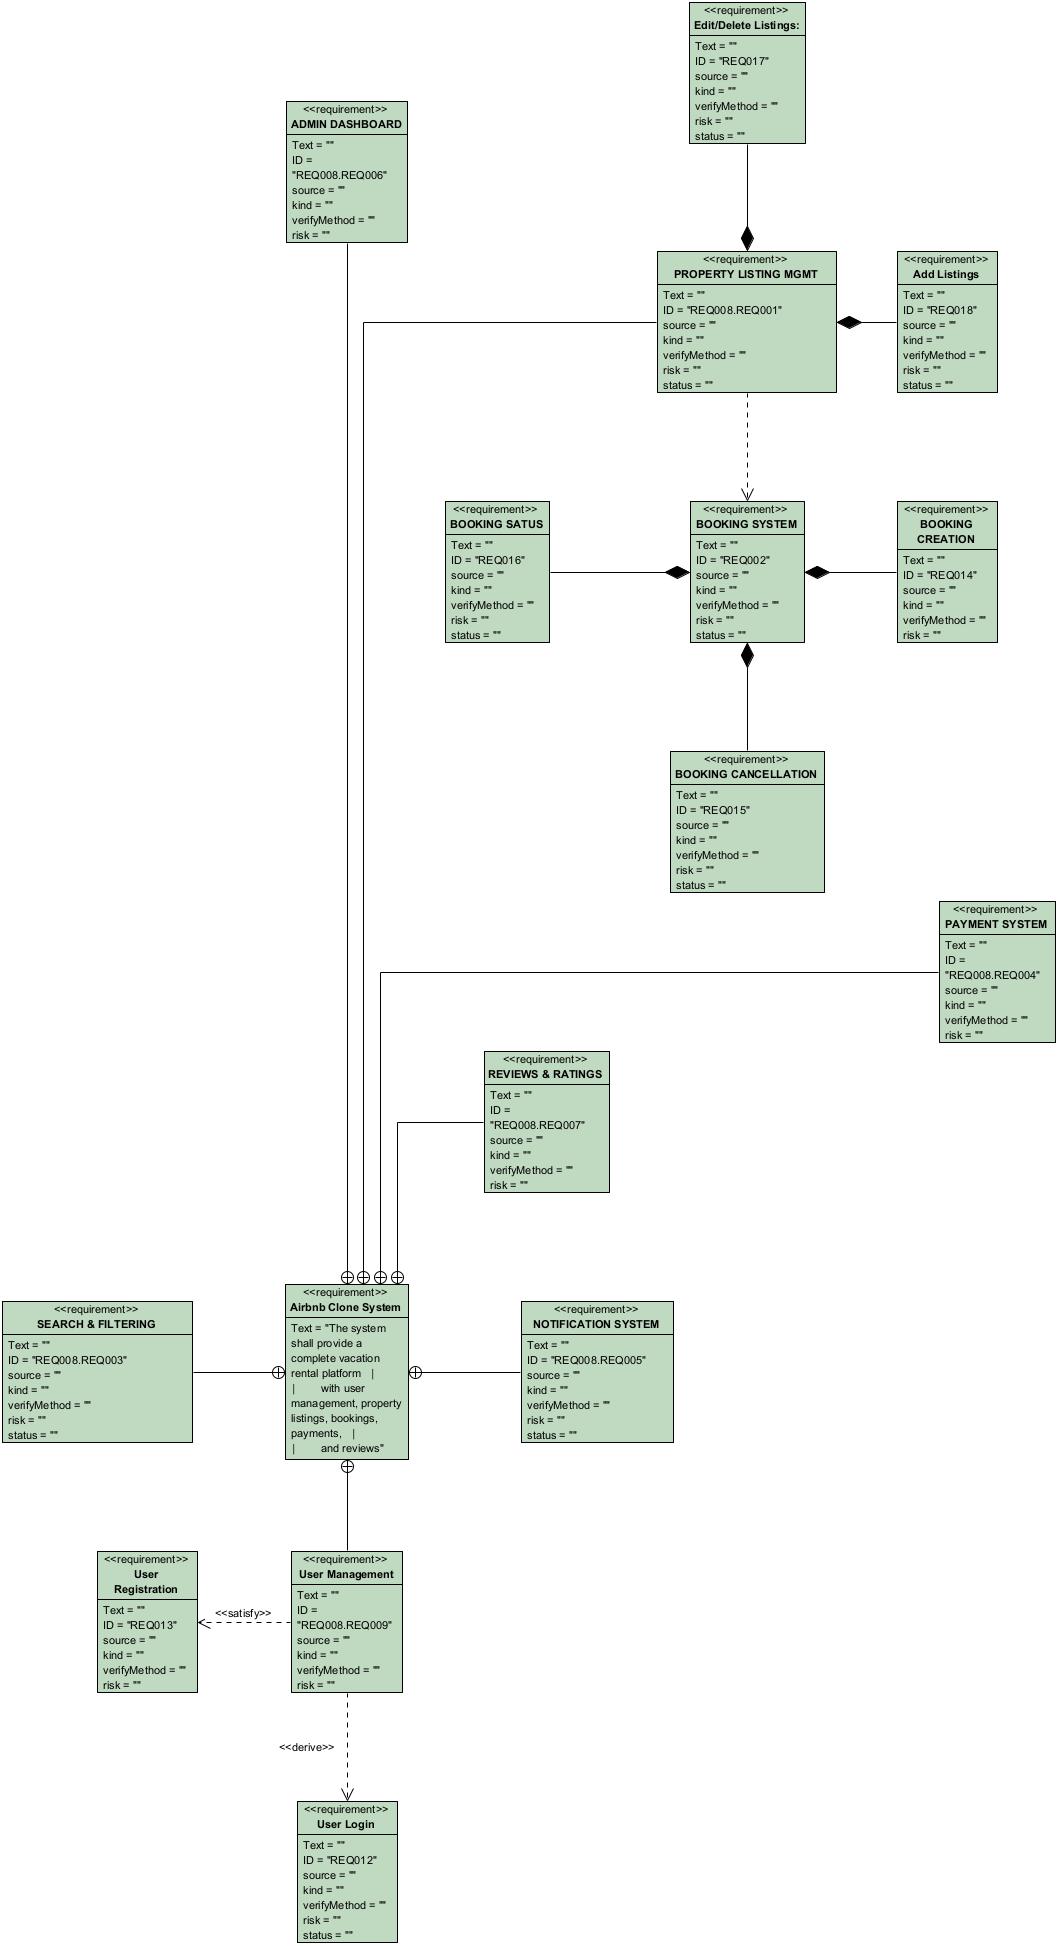 <<requirement>>
Edit/Delete Listings:
Text = ""
ID = "REQ017"
source = ""
kind = ""
verifyMethod = ""
risk = ""
status = ""
<<requirement>>
ADMIN DASHBOARD
Text = ""
ID =
"REQ008.REQ006"
source = ""
kind = ""
verifyMethod = ""
risk = ""
<<requirement>>
PROPERTY LISTING MGMT
Text = ""
ID = "REQ008.REQ001"
source = ""
kind = ""
verifyMethod = ""
risk = ""
status = ""
<<requirement>>
Add Listings
Text = ""
ID = "REQ018"
source = ""
kind = ""
verifyMethod = ""
risk = ""
status = ""
<<requirement>>
BOOKING SATUS
Text = ""
ID = "REQ016"
source = ""
kind = ""
verifyMethod = ""
risk = ""
status = ""
<<requirement>>
BOOKING SYSTEM
Text = ""
ID = "REQ002"
source = ""
kind = ""
verifyMethod = ""
risk = ""
status = ""
<<requirement>>
BOOKING
CREATION
Text = ""
ID = "REQ014"
source = ""
kind = ""
verifyMethod = ""
risk = ""
<<requirement>>
BOOKING CANCELLATION
Text = ""
ID = "REQ015"
source = ""
kind = ""
verifyMethod = ""
risk = ""
status = ""
<<requirement>>
PAYMENT SYSTEM
Text = ""
ID =
"REQ008.REQ004"
source = ""
kind = ""
verifyMethod = ""
risk = ""
<<requirement>>
REVIEWS & RATINGS
Text = ""
ID =
"REQ008.REQ007"
source = ""
kind = ""
verifyMethod = ""
risk = ""
<<requirement>>
Airbnb Clone System
Text = "The system
shall provide a
complete vacation
rental platform |
| with user
management, property
listings, bookings,
payments, |
| and reviews"
<<requirement>>
SEARCH & FILTERING
Text = ""
ID = "REQ008.REQ003"
source = ""
kind = ""
verifyMethod = ""
risk = ""
status = ""
<<requirement>>
NOTIFICATION SYSTEM
Text = ""
ID = "REQ008.REQ005"
source = ""
kind = ""
verifyMethod = ""
risk = ""
status = ""
<<requirement>>
User
Registration
Text = ""
ID = "REQ013"
source = ""
kind = ""
verifyMethod = ""
risk = ""
<<satisfy>>
<<requirement>>
User Management
Text = ""
ID =
"REQ008.REQ009"
source = ""
kind = ""
verifyMethod = ""
risk = ""
<<derive>>
<<requirement>>
User Login
Text = ""
ID = "REQ012"
source = ""
kind = ""
verifyMethod = ""
risk = ""
status = ""